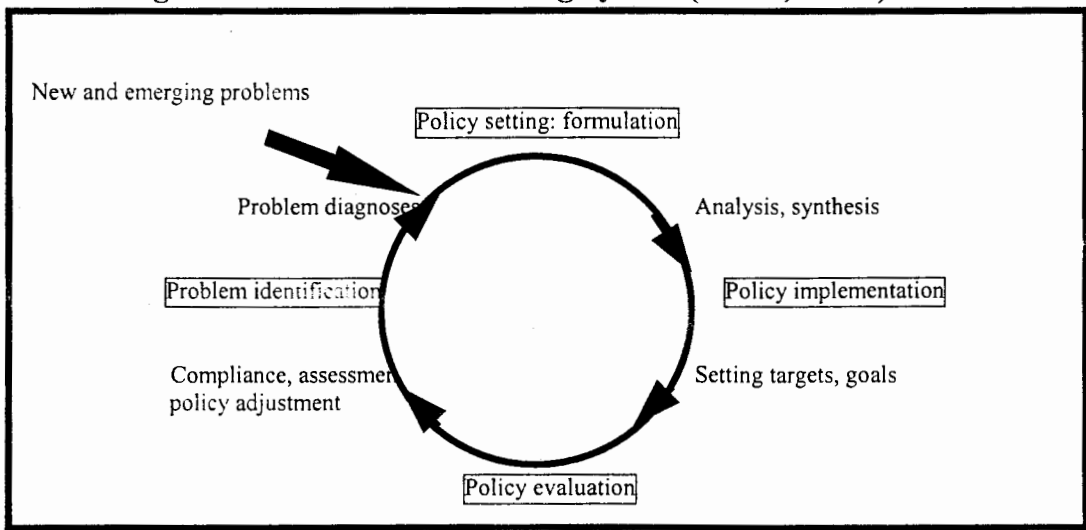 New and emerging problems
Policy setting: formulation
Problem diagnoses
Analysis, synthesis
Problem identification
Policy implementation
Compliance, assessmen
policy adjustment
Setting targets, goals
Policy evaluation